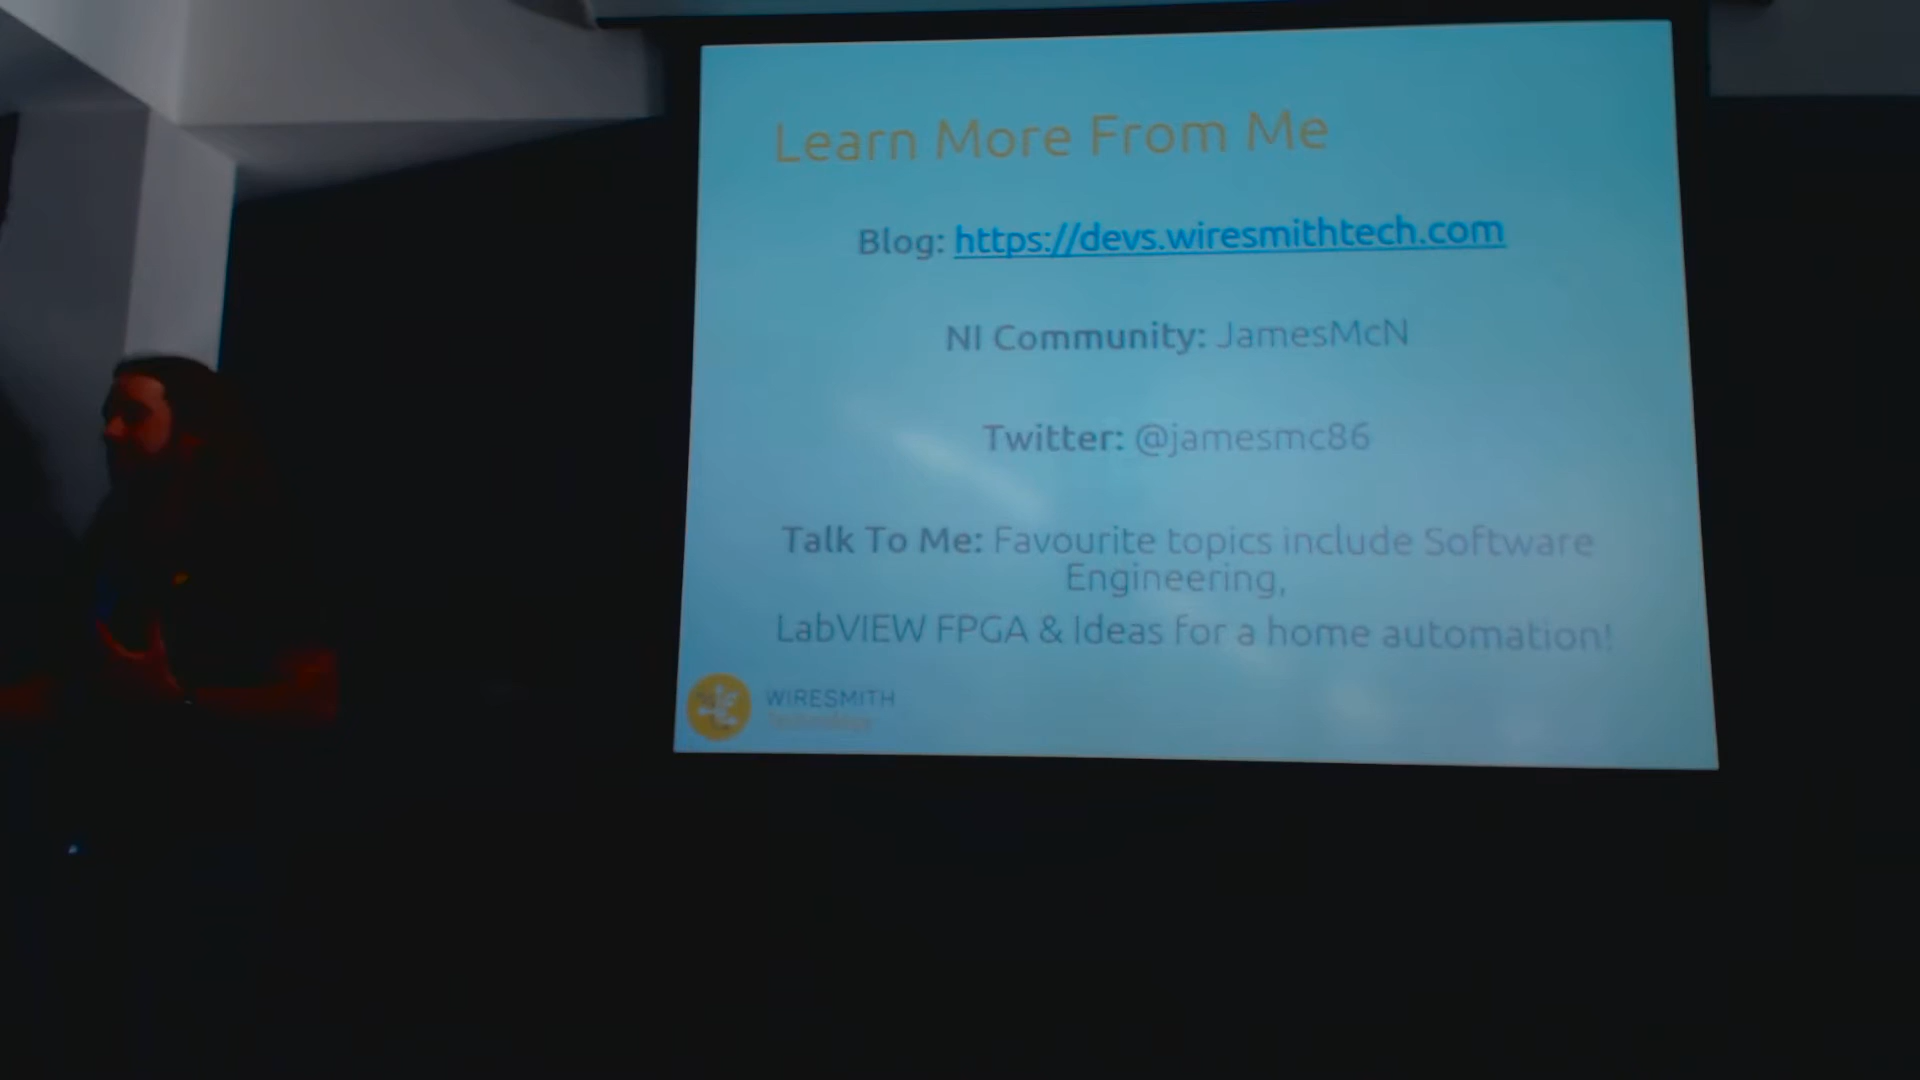 Learn More From Me
Blog: https://devs.wiresmithtech.com
NI Community: JamesMcN
Twitter: @jamesmc86
Talk To Me: Favourite topics include Software
Engineering,
LabVIEW FPGA & Ideas for a home automation!
WIRESMITH
Technology